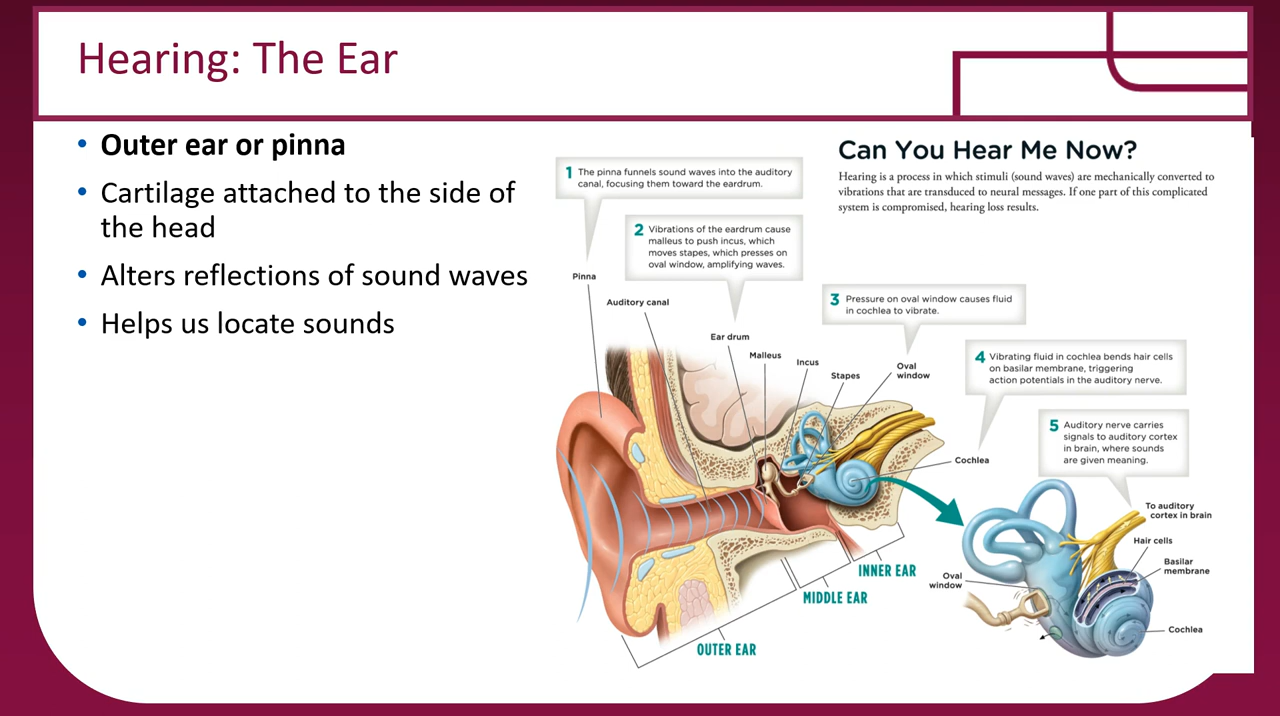 Hearing: The Ear
• Outer ear or pinna
• Cartilage attached to the side of
the head
• Alters reflections of sound waves
• Helps us locate sounds
Can You Hear Me Now?
Hearing is a process in which stimuli (sound waves) are mechanically converted to
vibrations that are transduced to neural messages. If one part of this complicated
system is compromised, hearing loss results.
1 The pinna funnels sound waves into the auditory
canal, focusing them toward the eardrum.
2 Vibrations of the eardrum cause
malleus to push incus, which
moves stapes, which presses on
oval window, amplifying waves.
3 Pressure on oval window causes fluid
in cochlea to vibrate.
4 Vibrating fluid in cochlea bends hair cells
on basilar membrane, triggering
action potentials in the auditory nerve.
5 Auditory nerve carries
signals to auditory cortex
in brain, where sounds
are given meaning.
Pinna
Auditory canal
Ear drum
Malleus
Incus
Stapes
Oval
window
Cochlea
To auditory
cortex in brain
Hair cells
Basilar
membrane
Oval
window
Cochlea
INNER EAR
MIDDLE EAR
OUTER EAR